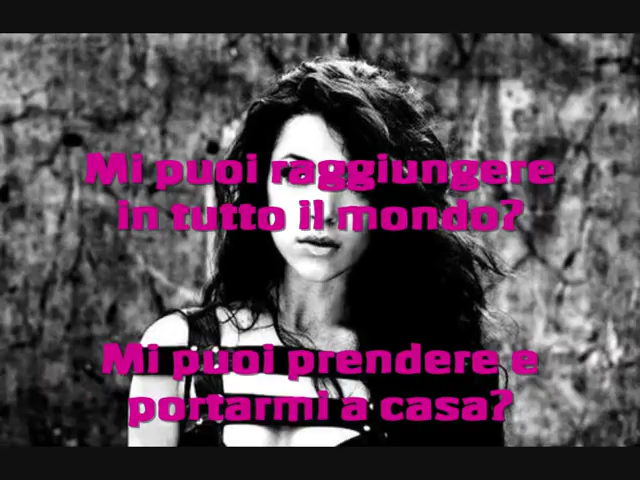 Mi puoi raggiungere
in tutto il mondo?
Mi puoi prendere e
portarmi a casa?